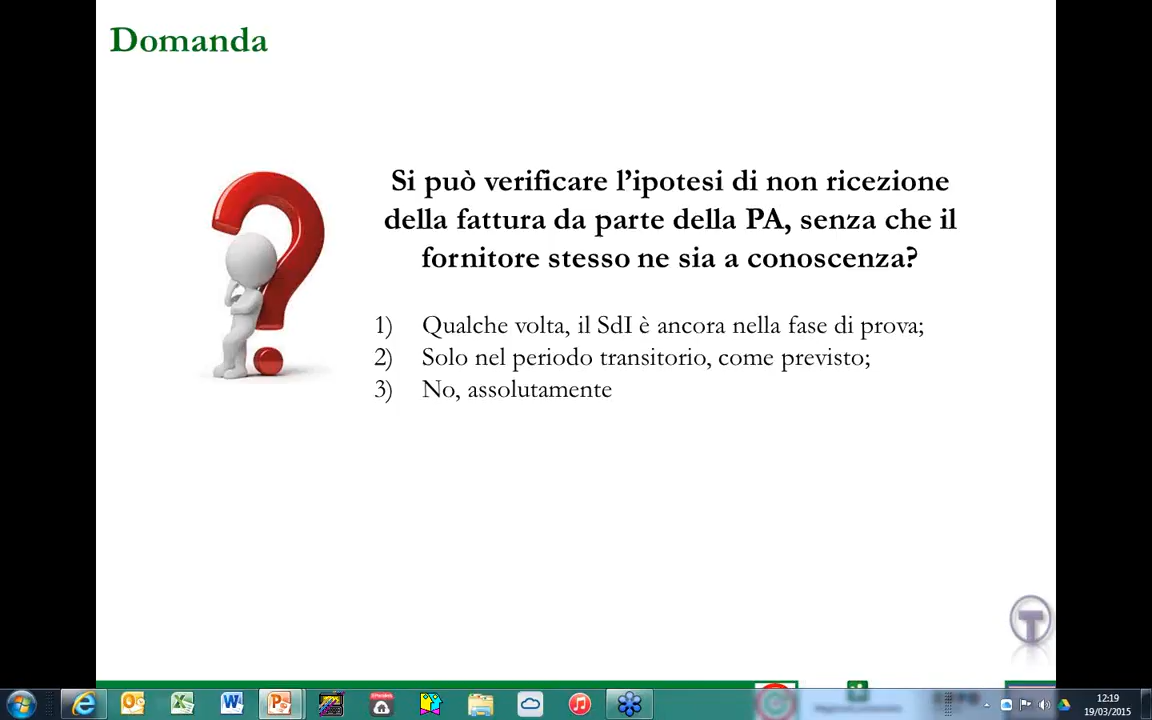 Domanda
Si può verificare l’ipotesi di non ricezione
della fattura da parte della PA, senza che il
fornitore stesso ne sia a conoscenza?
1) Qualche volta, il SdI è ancora nella fase di prova;
2) Solo nel periodo transitorio, come previsto;
3) No, assolutamente
T
12:19
19/03/2015